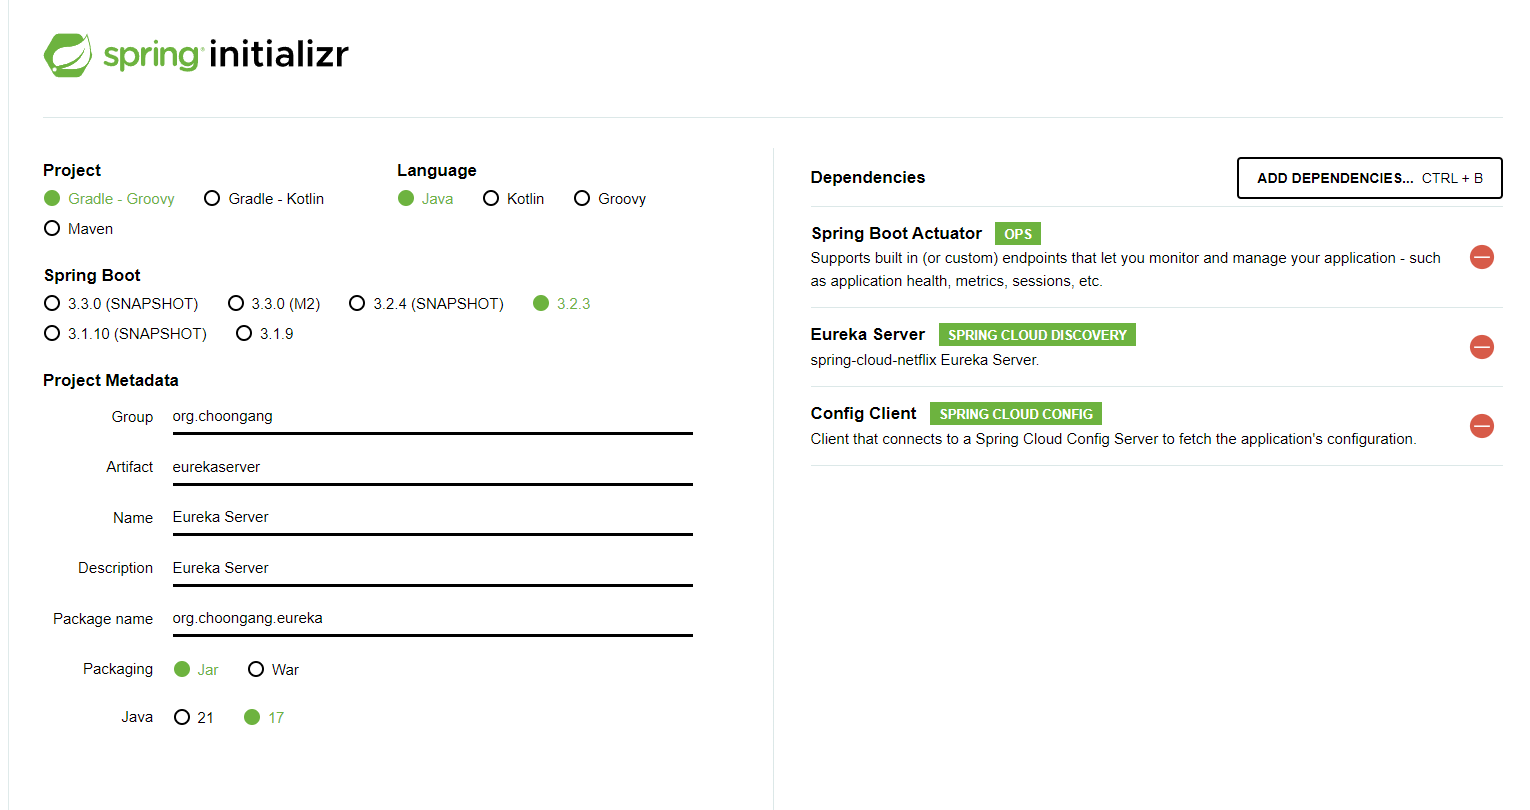 spring initializr
Project
Gradle - Groovy Gradle - Kotlin
Maven
Language
Java Kotlin Groovy
Spring Boot
3.3.0 (SNAPSHOT) 3.3.0 (M2) 3.2.4 (SNAPSHOT) 3.2.3
3.1.10 (SNAPSHOT) 3.1.9
Project Metadata
Group org.choongang
Artifact eurekaserver
Name Eureka Server
Description Eureka Server
Package name org.choongang.eureka
Packaging Jar War
Java 21 17
Dependencies
ADD DEPENDENCIES... CTRL + B
Spring Boot Actuator OPS
Supports built in (or custom) endpoints that let you monitor and manage your application - such
as application health, metrics, sessions, etc.
Eureka Server SPRING CLOUD DISCOVERY
spring-cloud-netflix Eureka Server.
Config Client SPRING CLOUD CONFIG
Client that connects to a Spring Cloud Config Server to fetch the application's configuration.